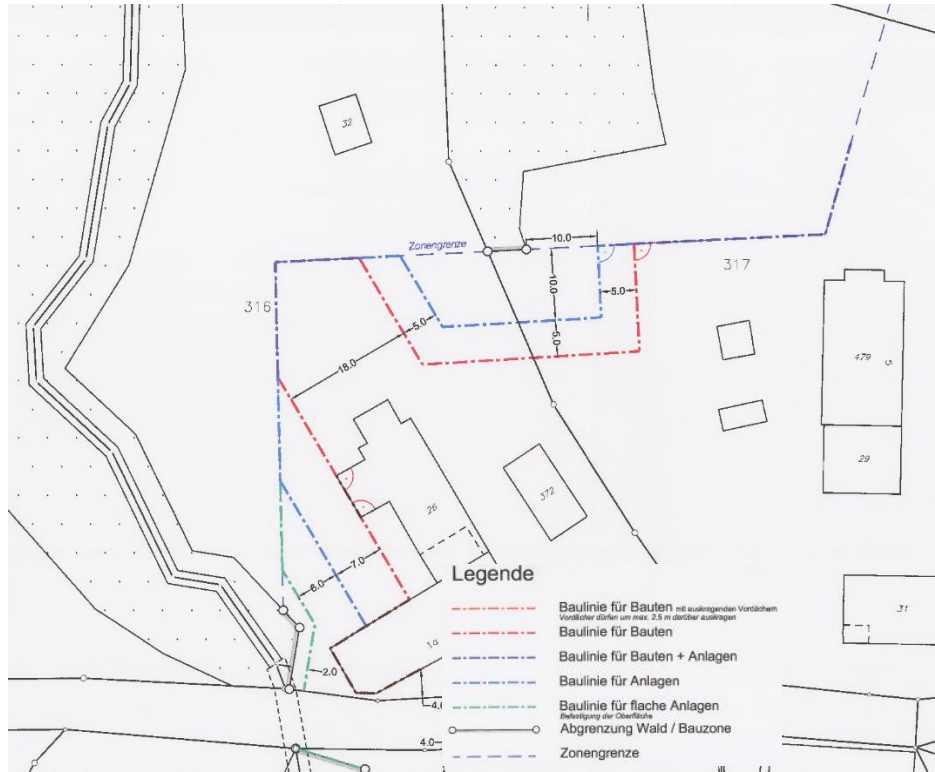 32
Zonengrenze
10.0
317
316
5.0
10.0
5.0
5.0
18.0
479
5
29
26
372
7.0
6.0
31
2.0
4.0
4.0
Legende
Baulinie für Bauten mit auskragenden Vordächern
Vordächer dürfen um max. 2.5 m darüber auskragen
Baulinie für Bauten
Baulinie für Bauten + Anlagen
Baulinie für Anlagen
Baulinie für flache Anlagen
Befestigung der Oberfläche
Abgrenzung Wald / Bauzone
Zonengrenze